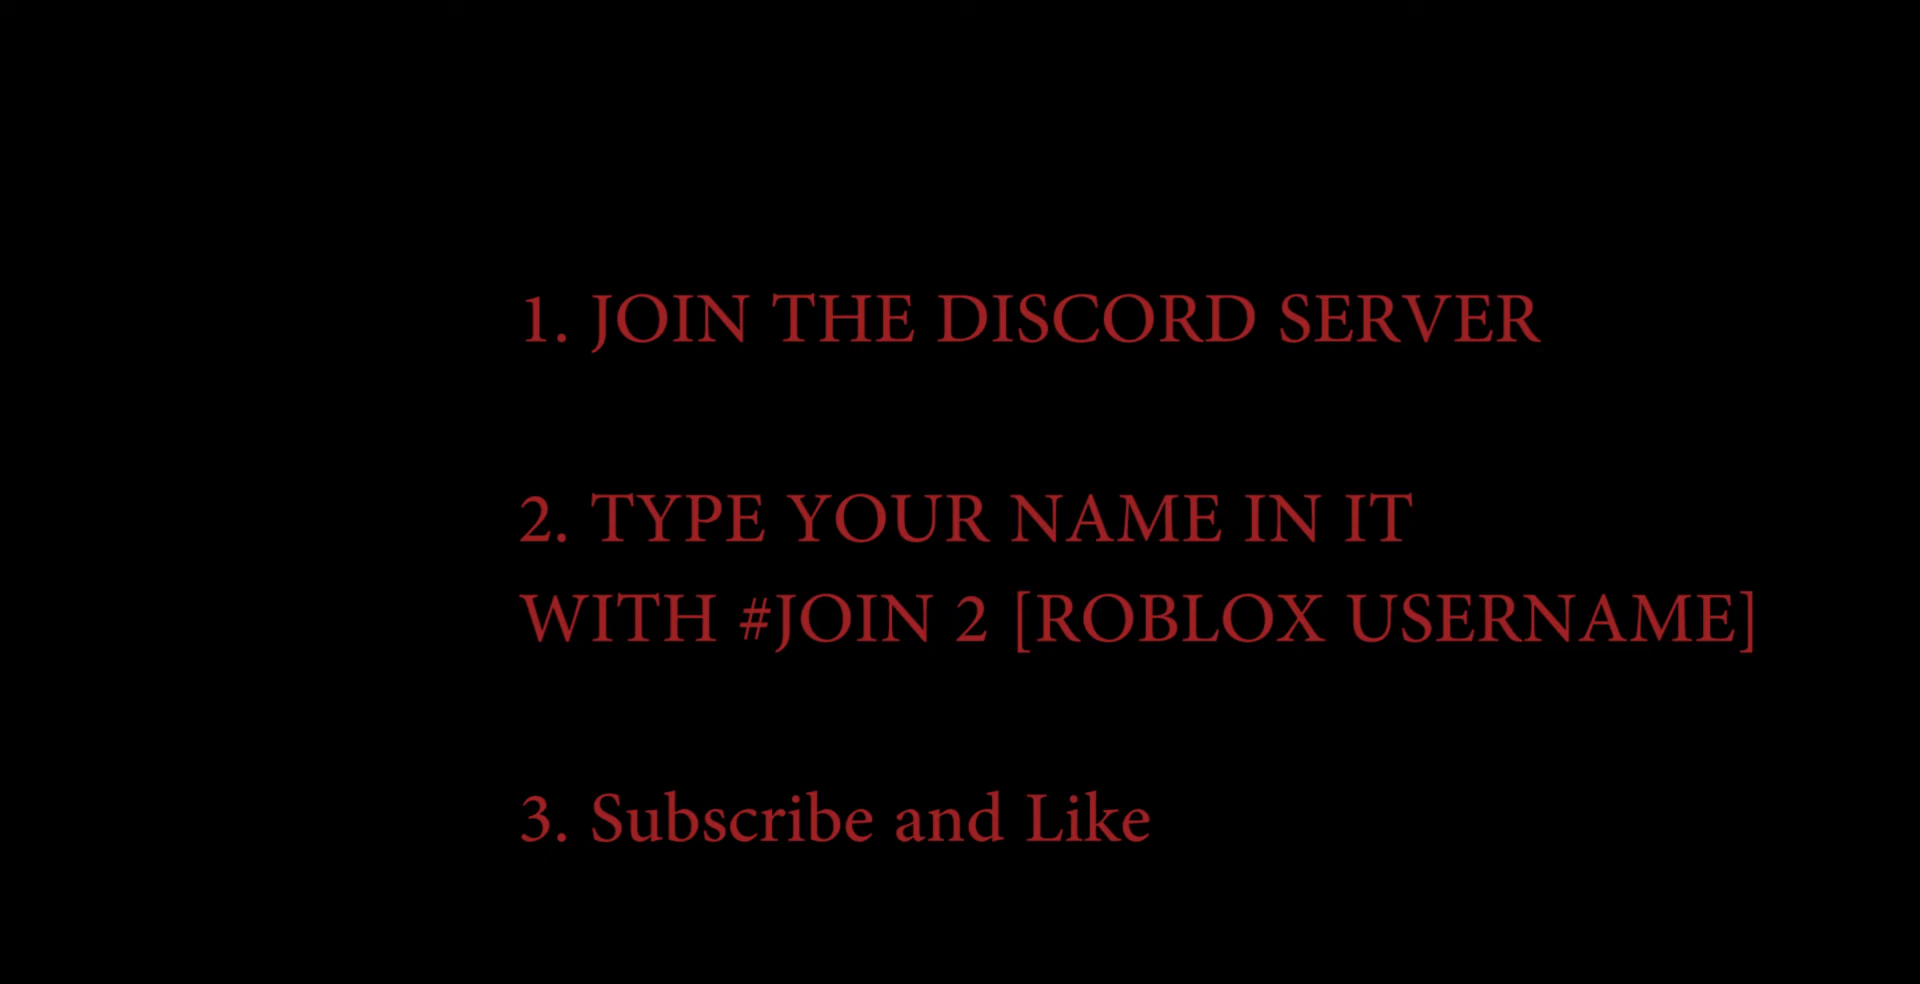 1. JOIN THE DISCORD SERVER
2. TYPE YOUR NAME IN IT
WITH #JOIN 2 [ROBLOX USERNAME]
3. Subscribe and Like